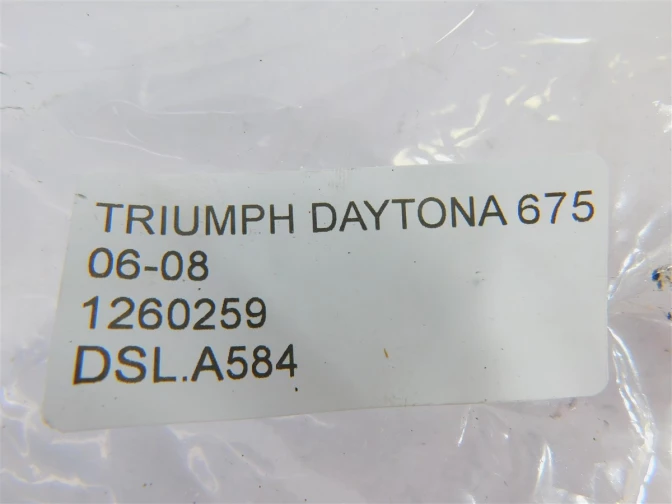 TRIUMPH DAYTONA 675
06-08
1260259
DSL.A584